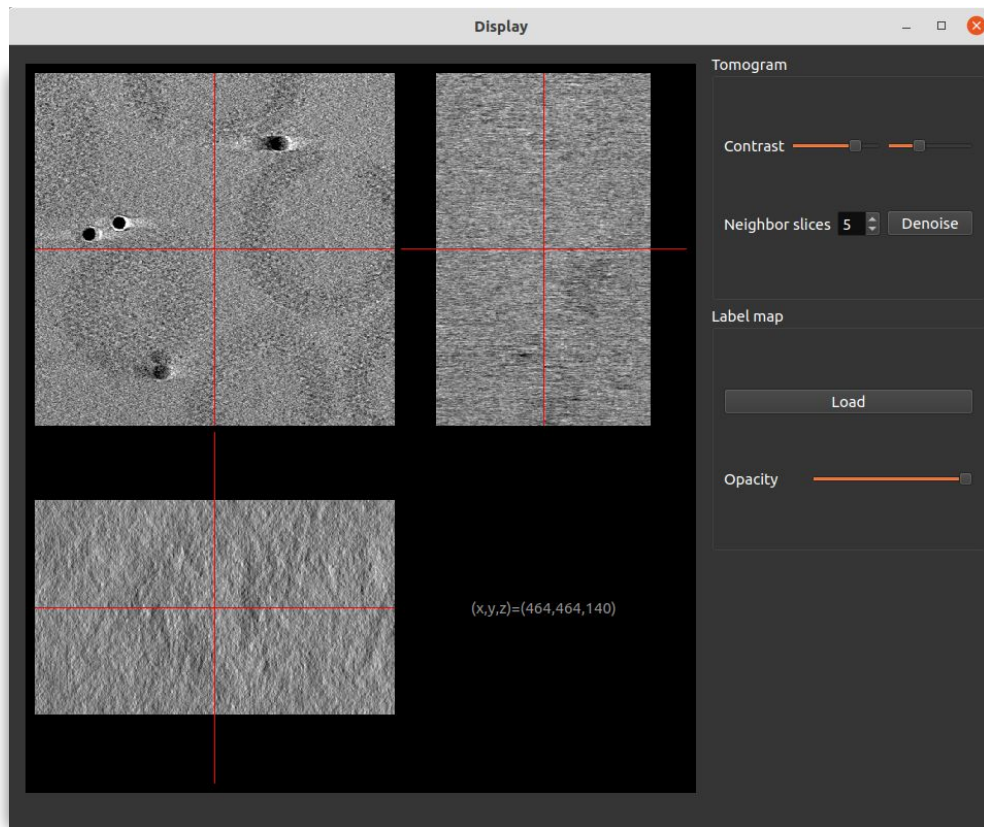 Display
Tomogram
Contrast
Neighbor slices 5 Denoise
Label map
Load
Opacity
(x,y,z)=(464,464,140)